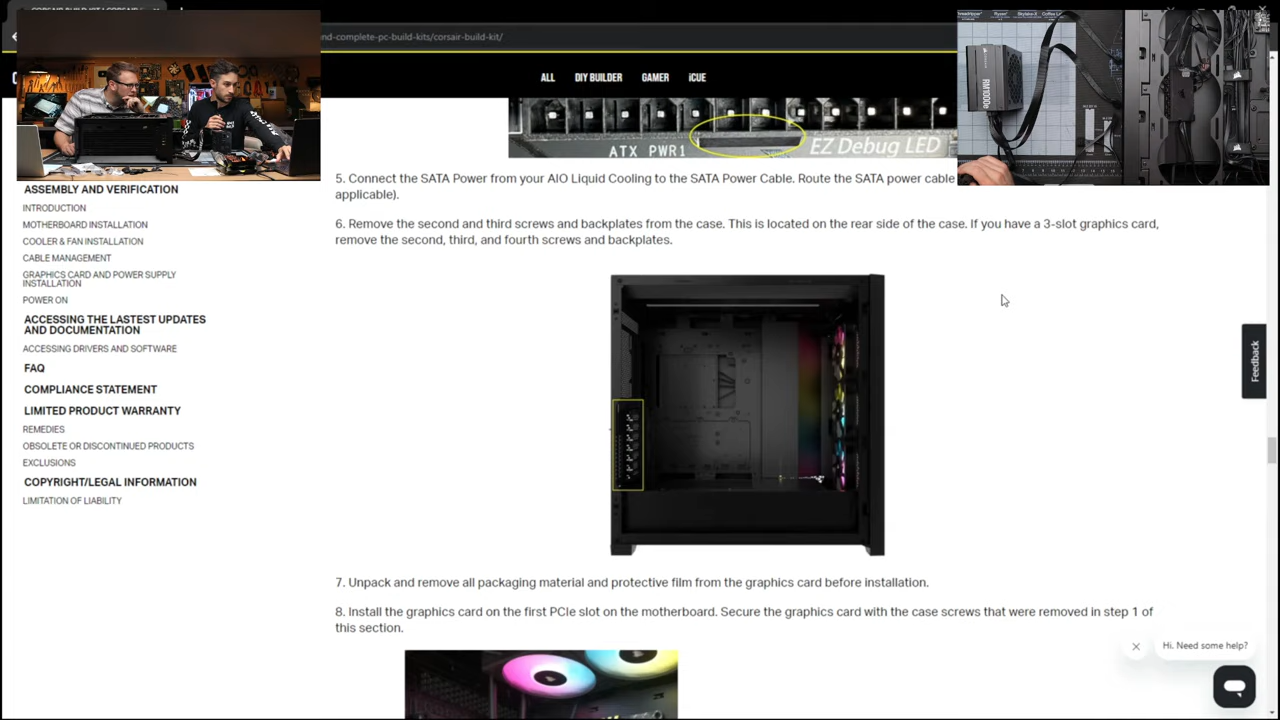 nd-complete-pc-build-kits/corsair-build-kit/
ALL
DIY BUILDER
GAMER
iCUE
ATX PWR1
EZ Debug LED
RM1000e
5. Connect the SATA Power from your AIO Liquid Cooling to the SATA Power Cable. Route the SATA power cable
applicable).
6. Remove the second and third screws and backplates from the case. This is located on the rear side of the case. If you have a 3-slot graphics card,
remove the second, third, and fourth screws and backplates.
7. Unpack and remove all packaging material and protective film from the graphics card before installation.
8. Install the graphics card on the first PCIe slot on the motherboard. Secure the graphics card with the case screws that were removed in step 1 of
this section.
ASSEMBLY AND VERIFICATION
INTRODUCTION
MOTHERBOARD INSTALLATION
COOLER & FAN INSTALLATION
CABLE MANAGEMENT
GRAPHICS CARD AND POWER SUPPLY
INSTALLATION
POWER ON
ACCESSING THE LASTEST UPDATES
AND DOCUMENTATION
ACCESSING DRIVERS AND SOFTWARE
FAQ
COMPLIANCE STATEMENT
LIMITED PRODUCT WARRANTY
REMEDIES
OBSOLETE OR DISCONTINUED PRODUCTS
EXCLUSIONS
COPYRIGHT/LEGAL INFORMATION
LIMITATION OF LIABILITY
Feedback
Hi. Need some help?